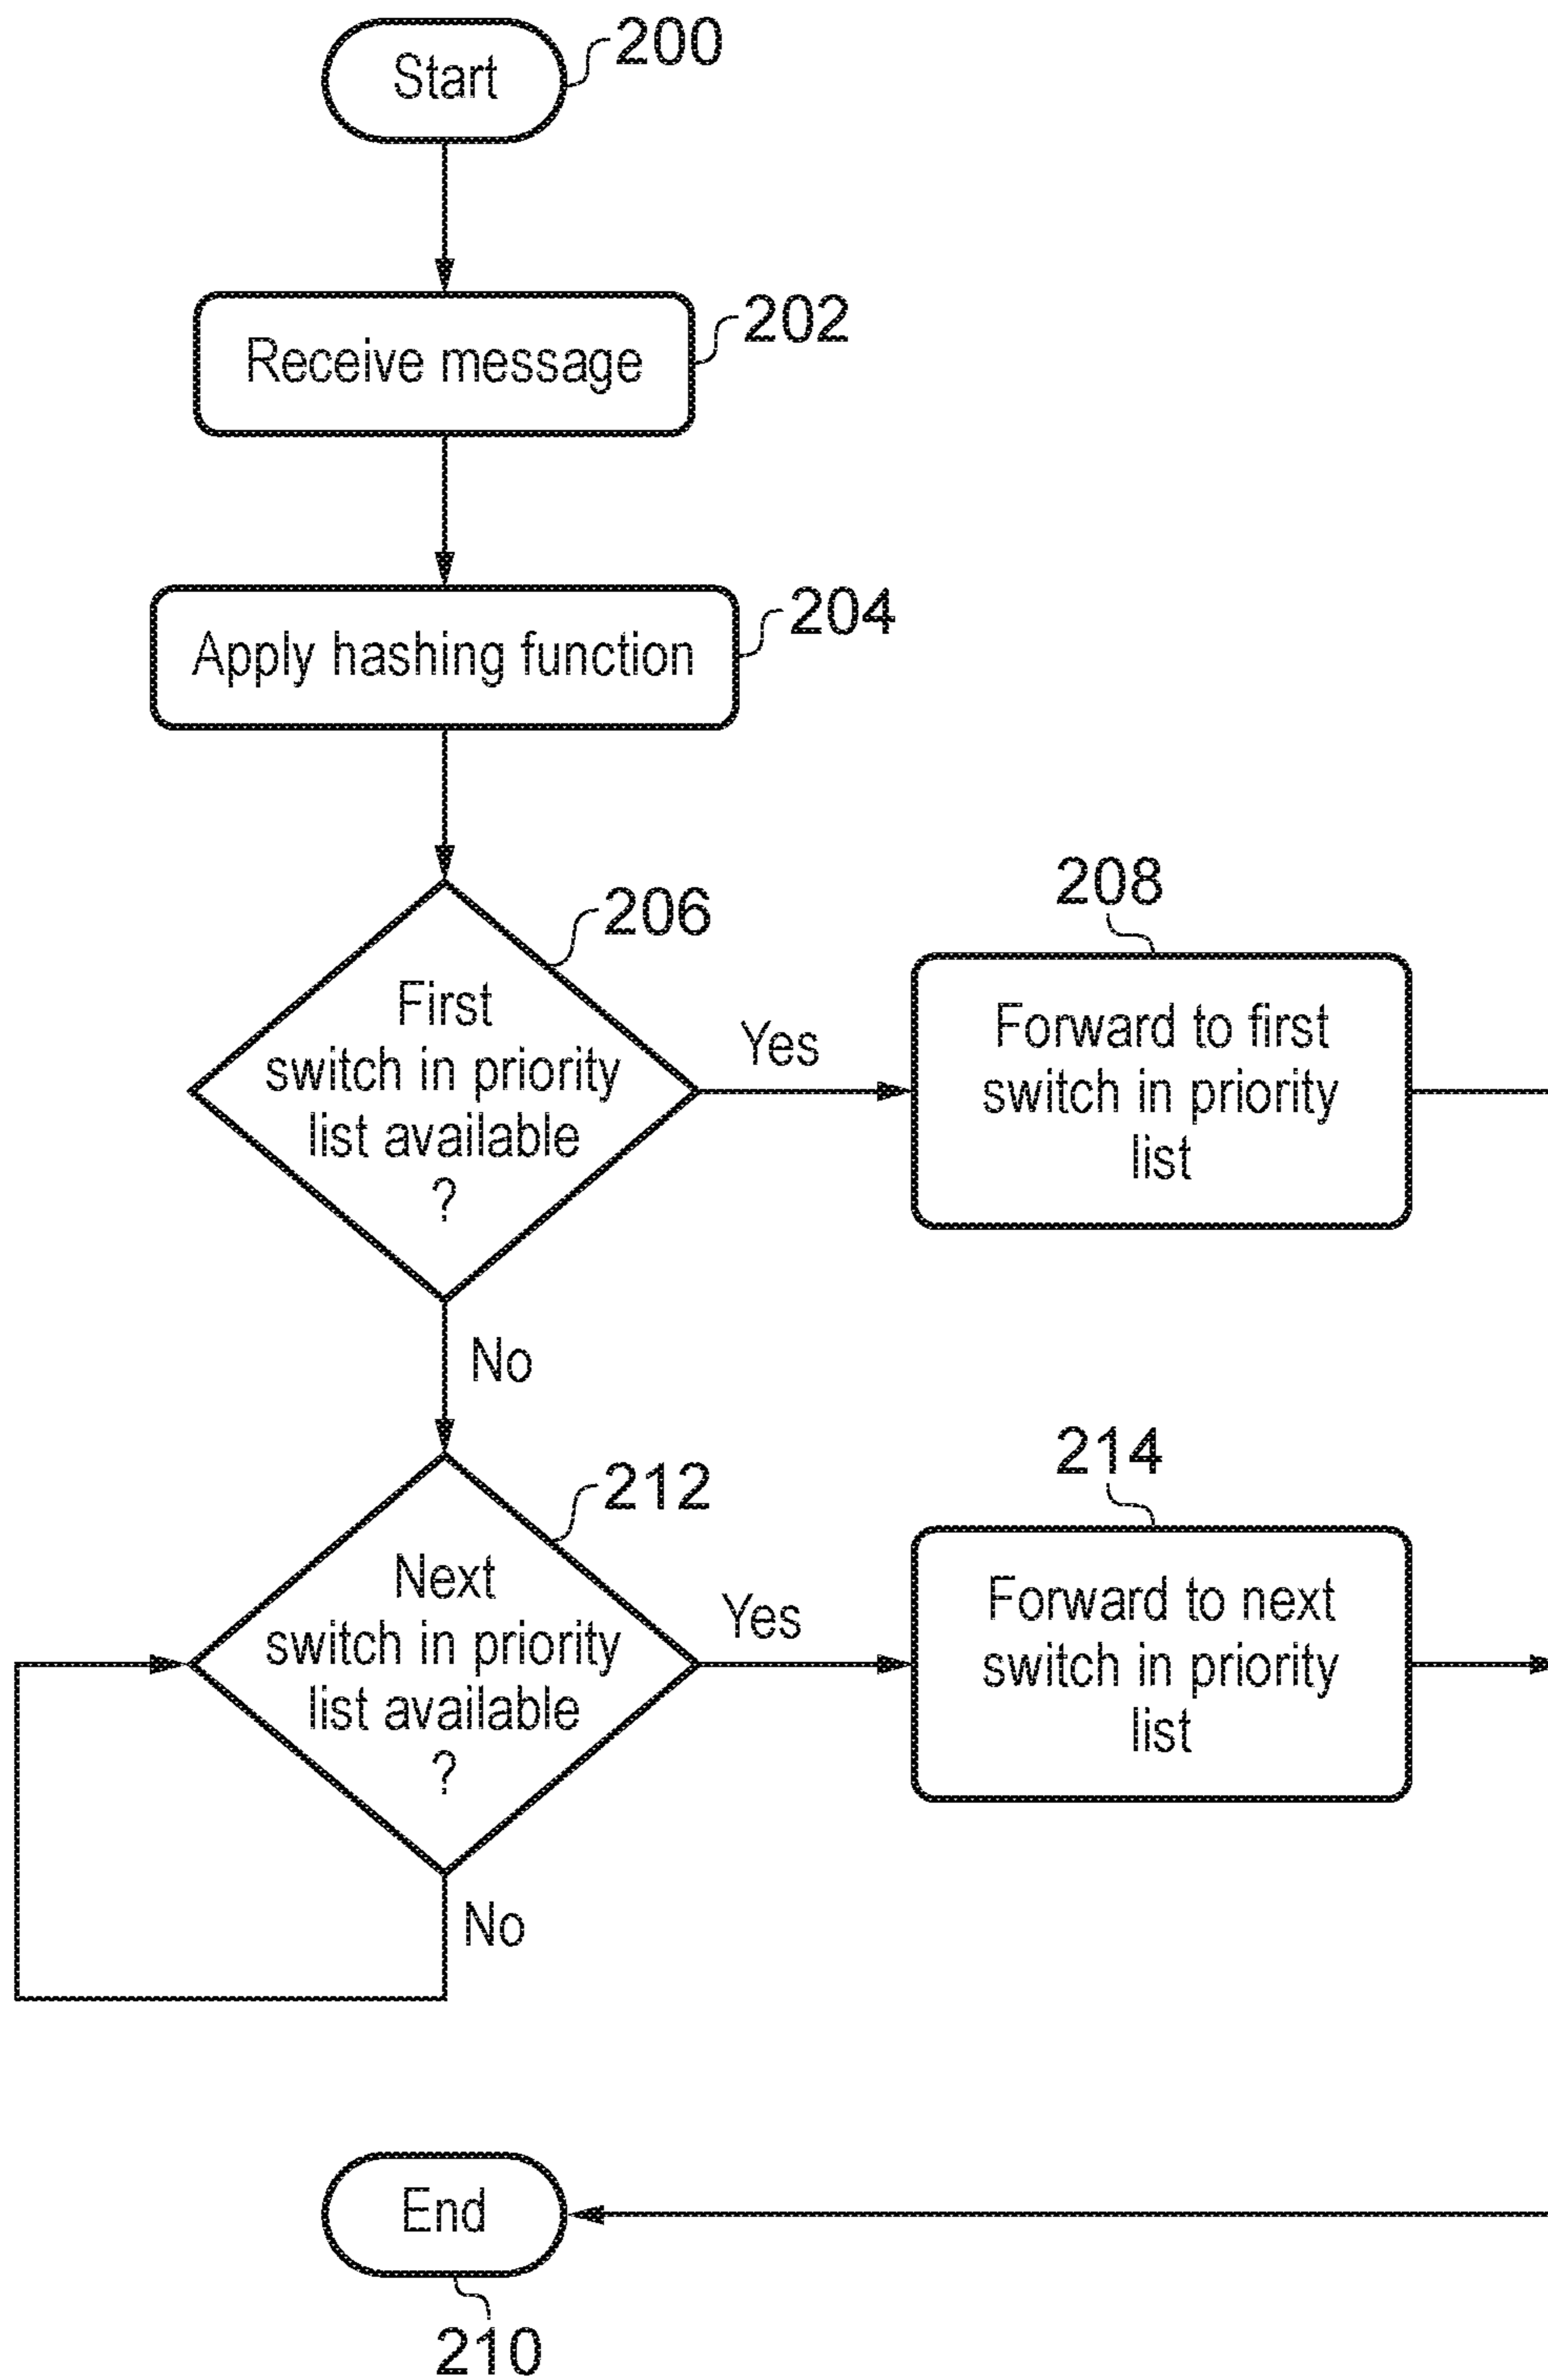 Start
200
Receive message
202
Apply hashing function
204
First
switch in priority
list available
?
206
Yes
Forward to first
switch in priority
list
208
No
Next
switch in priority
list available
?
212
Yes
Forward to next
switch in priority
list
214
No
End
210